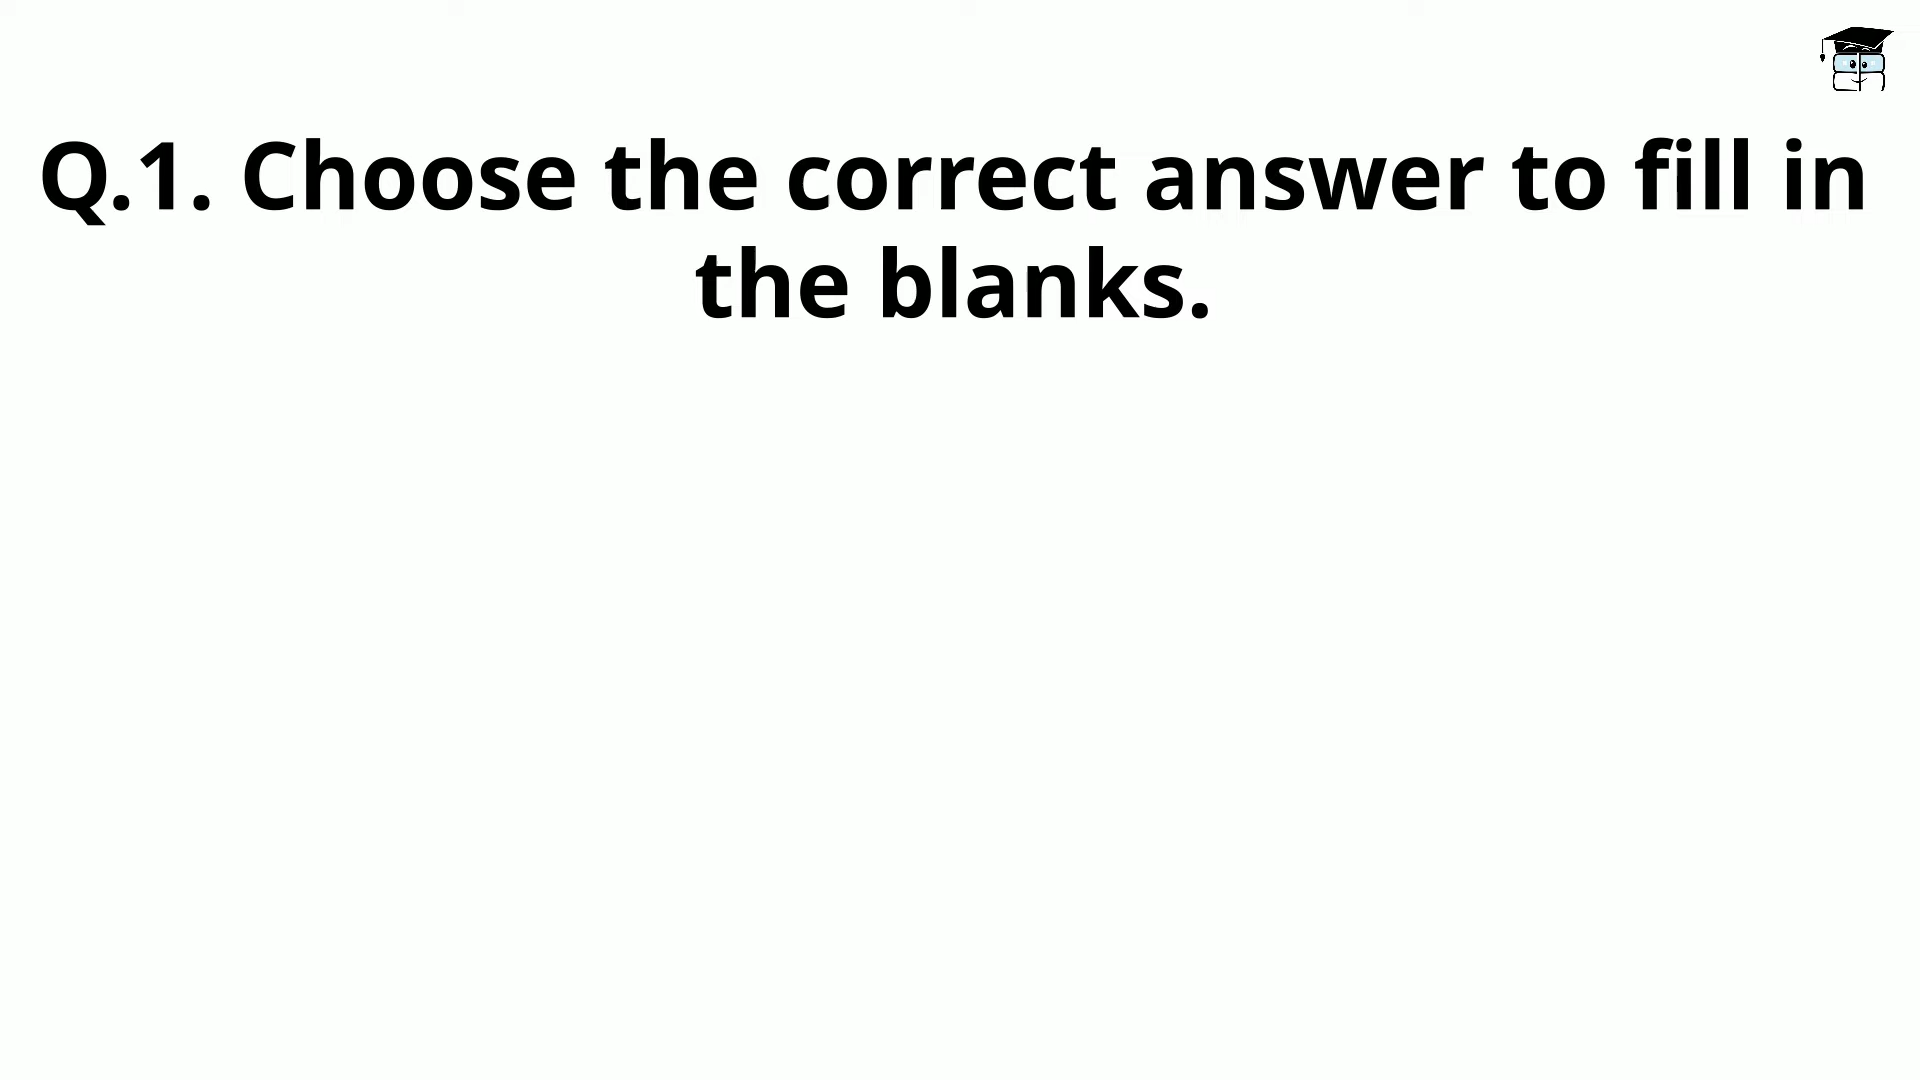 Q.1. Choose the correct answer to fill in
the blanks.